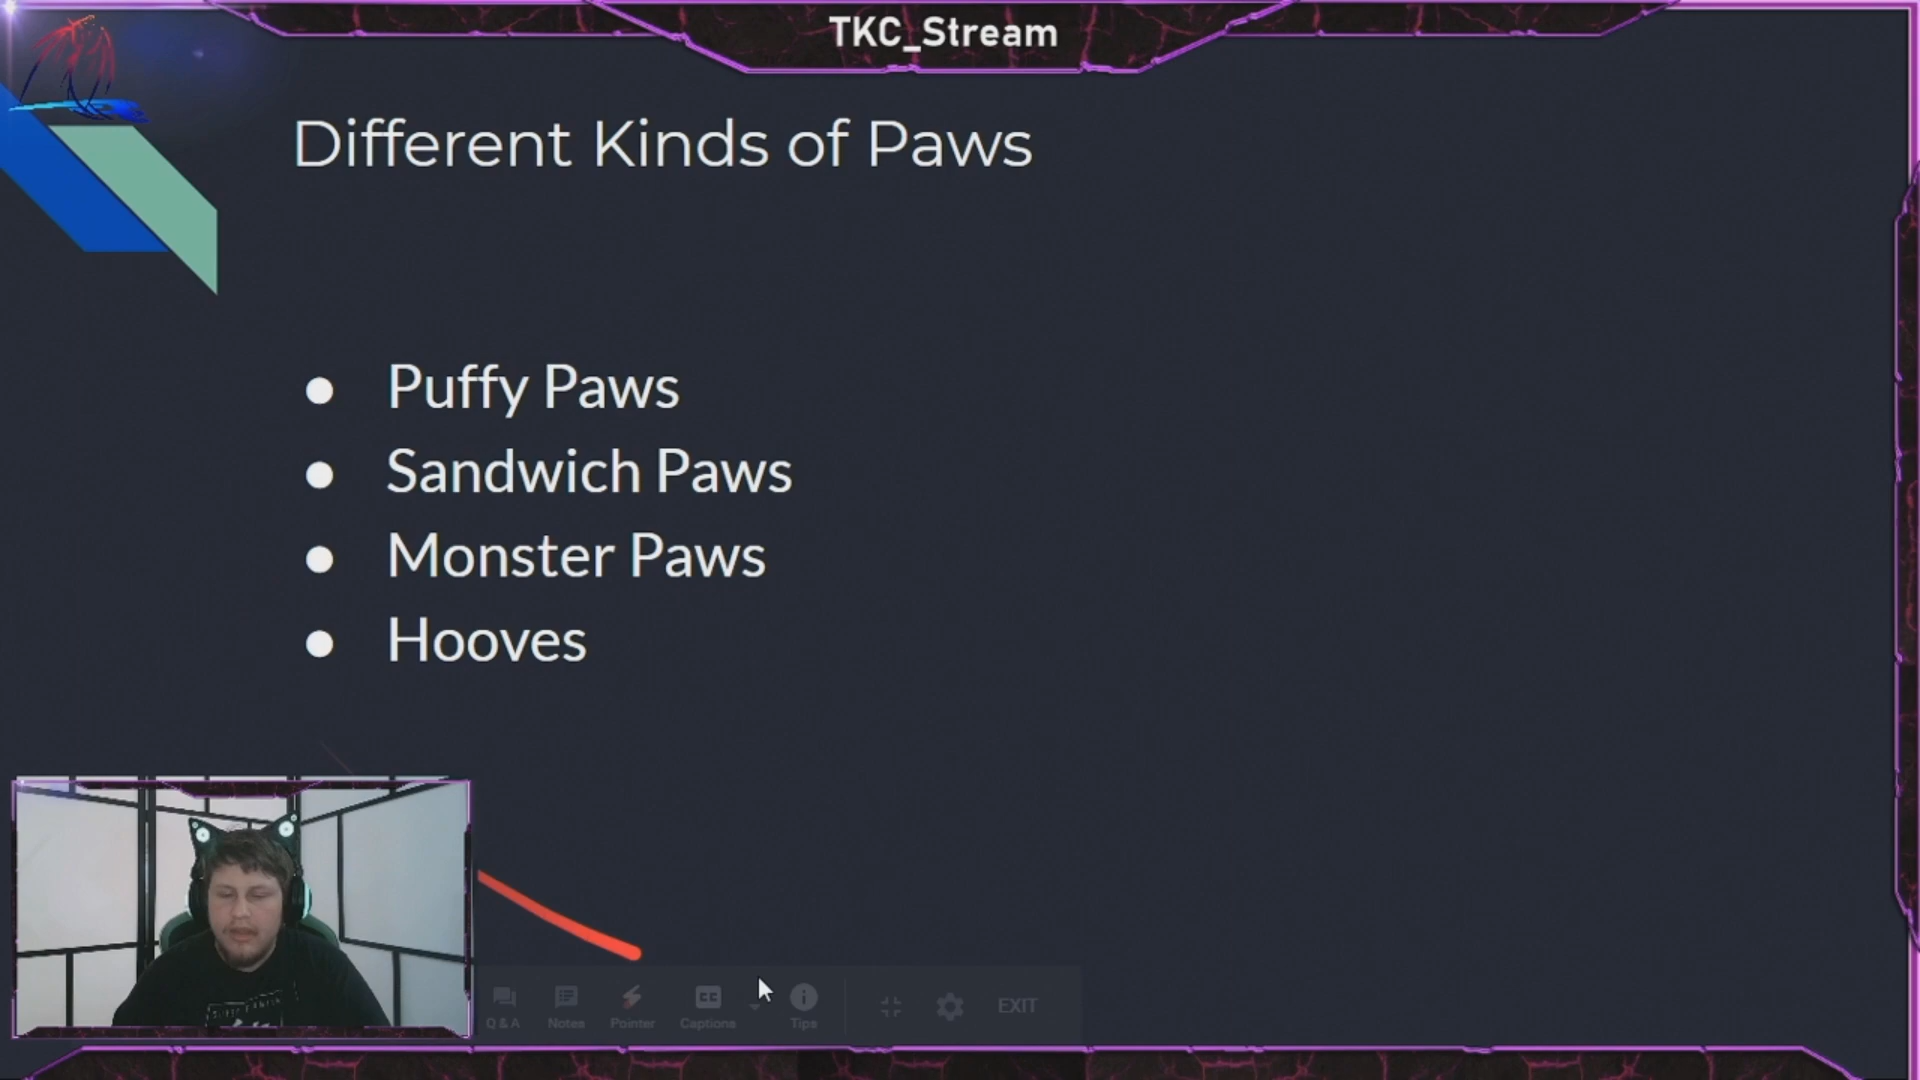 TKC_Stream
Different Kinds of Paws
● Puffy Paws
● Sandwich Paws
● Monster Paws
● Hooves
Q & A Notes Pointer Captions Tips EXIT